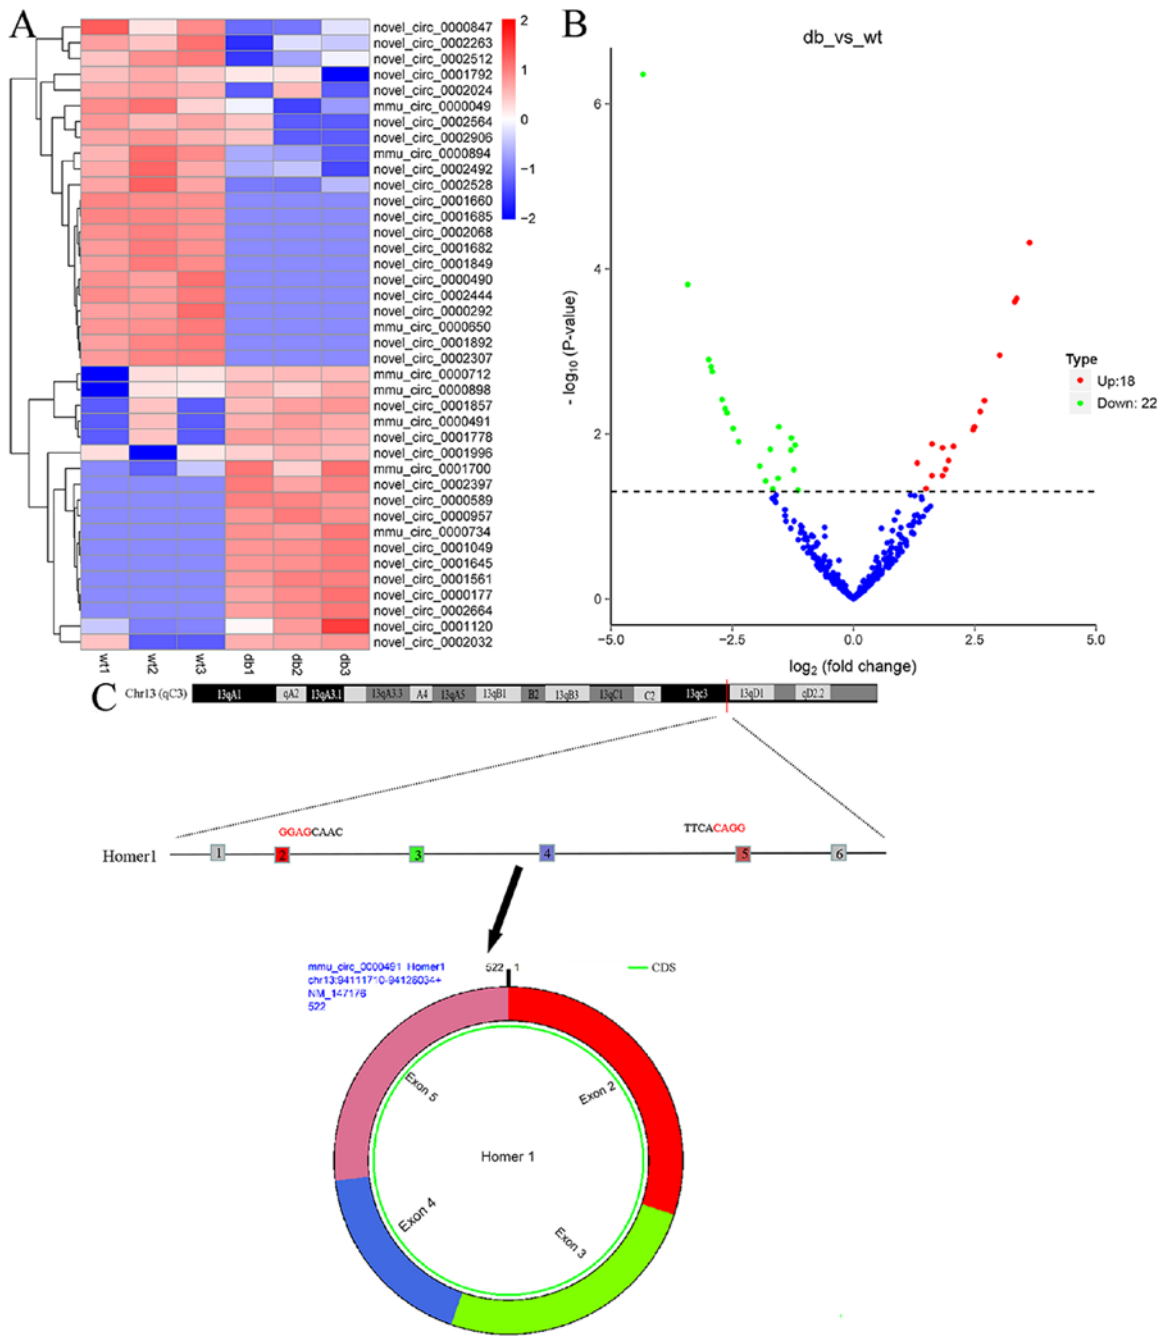 A
novel_circ_0000847
novel_circ_0002263
novel_circ_0002512
novel_circ_0001792
novel_circ_0002024
mmu_circ_0000049
novel_circ_0002564
novel_circ_0002906
mmu_circ_0000894
novel_circ_0002492
novel_circ_0002528
novel_circ_0001660
novel_circ_0001685
novel_circ_0002068
novel_circ_0001682
novel_circ_0001849
novel_circ_0000490
novel_circ_0002444
novel_circ_0000292
mmu_circ_0000650
novel_circ_0001892
novel_circ_0002307
mmu_circ_0000712
mmu_circ_0000898
novel_circ_0001857
mmu_circ_0000491
novel_circ_0001778
novel_circ_0001996
mmu_circ_0001700
novel_circ_0002397
novel_circ_0000589
novel_circ_0000957
mmu_circ_0000734
novel_circ_0001049
novel_circ_0001645
novel_circ_0001561
novel_circ_0000177
novel_circ_0002664
novel_circ_0001120
novel_circ_0002032
wt1 wt2 wt3 db1 db2 db3
2
1
0
−1
−2
B
db_vs_wt
- log10 (P-value)
6
4
2
0
−5.0 −2.5 0.0 2.5 5.0
log2 (fold change)
Type
Up:18
Down: 22
C
Chr13 (qC3) 13qA1 qA2 13qA3.1 13qA3.3 A4 13qA5 13qB1 B2 13qB3 13qC1 C2 13qc3 13qD1 qD2.2
GGAGCAAC TTCACAGG
Homer1 1 2 3 4 5 6
mmu_circ_0000491 Homer1
chr13:94111710-94126034+
NM_147176
522
522 1
CDS
Exon 5
Exon 2
Homer 1
Exon 4
Exon 3